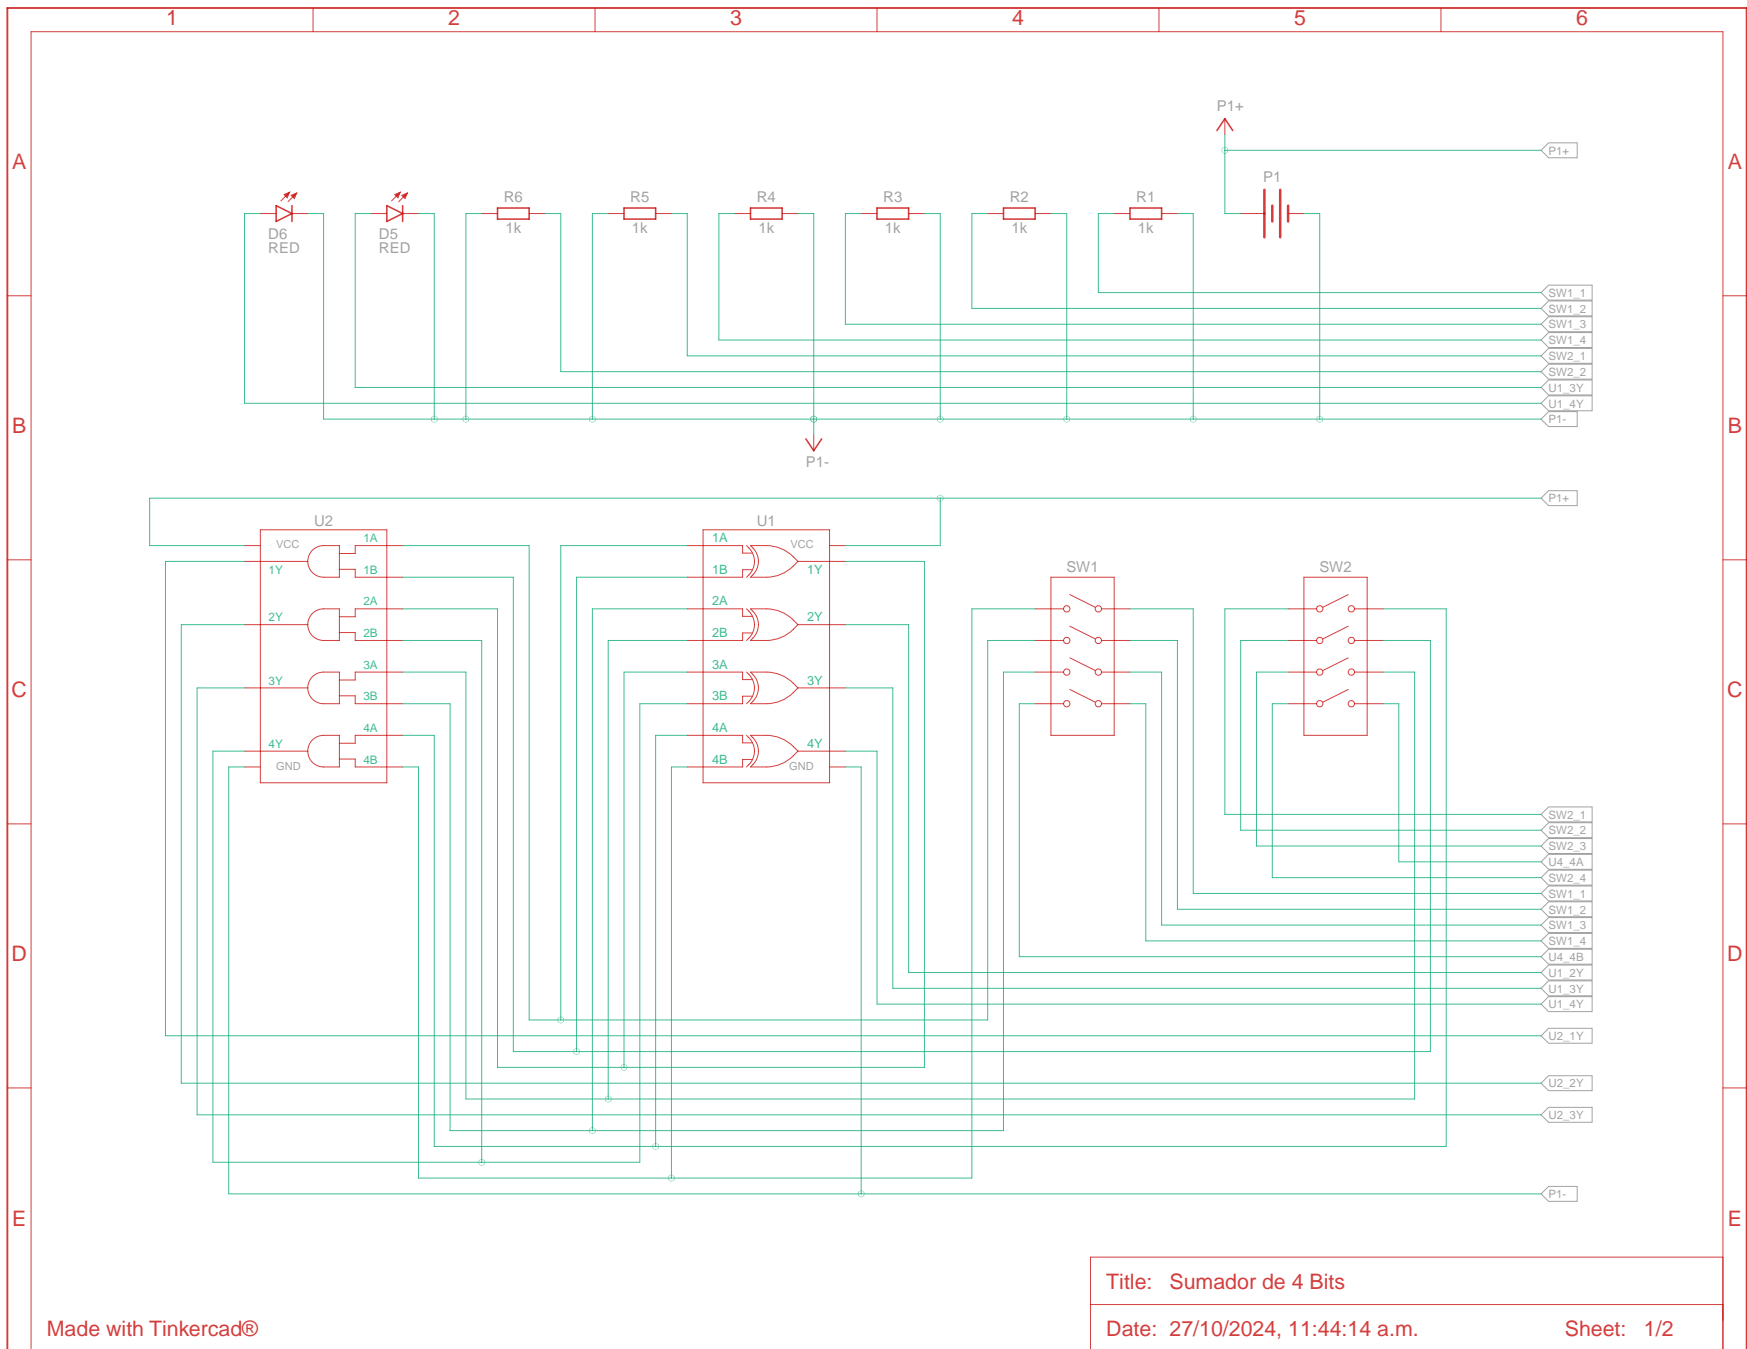 1 2 3 4 5 6
P1+
A P1+ A
P1
R6 R5 R4 R3 R2 R1
1k 1k 1k 1k 1k 1k
D6 D5
RED RED
SW1_1
SW1_2
SW1_3
SW1_4
SW2_1
SW2_2
U1_3Y
U1_4Y
P1-
B B
P1-
P1+
U2 U1
VCC 1A 1A VCC
1Y 1B 1B 1Y
SW1 SW2
2A 2A
2Y 2Y
2B 2B
3A 3A
3Y 3Y
C C
3B 3B
4A 4A
4Y 4Y
GND 4B 4B GND
SW2_1
SW2_2
SW2_3
U4_4A
SW2_4
SW1_1
SW1_2
SW1_3
SW1_4
D D
U4_4B
U1_2Y
U1_3Y
U1_4Y
U2_1Y
U2_2Y
U2_3Y
P1-
E E
Title: Sumador de 4 Bits
Made with Tinkercad®
Date: 27/10/2024, 11:44:14 a.m. Sheet: 1/2